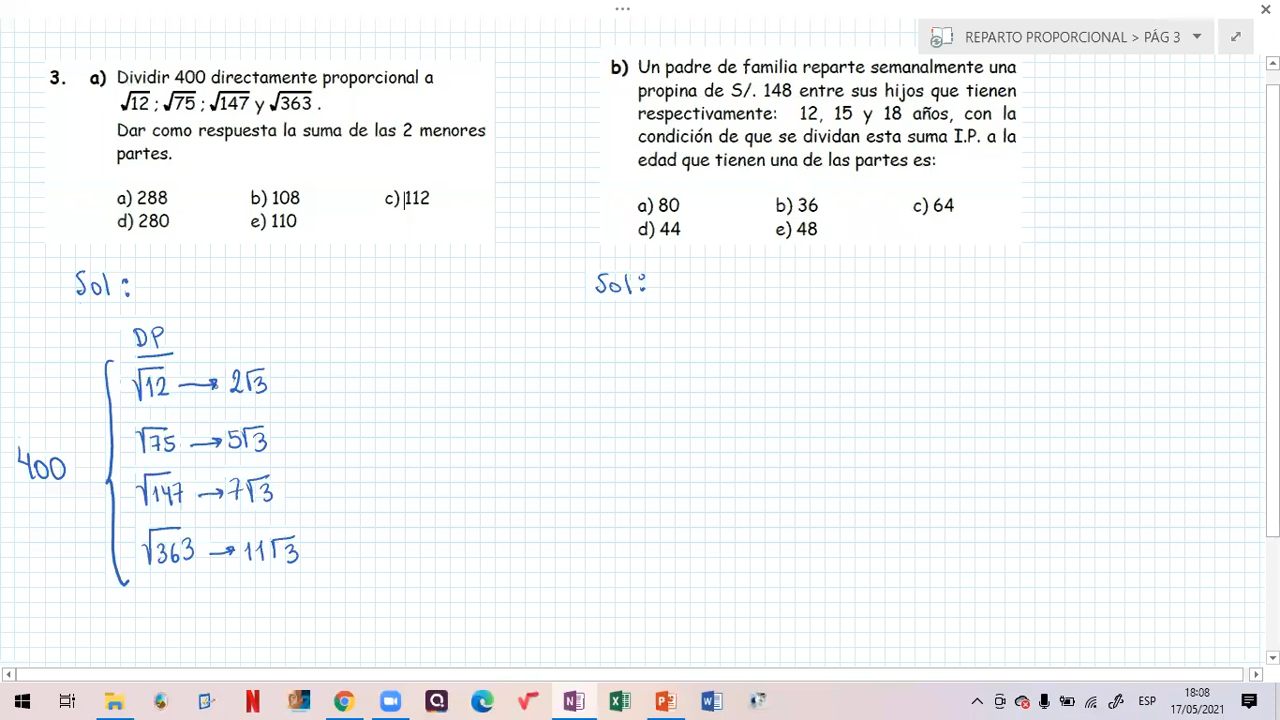 REPARTO PROPORCIONAL > PÁG 3
3. a) Dividir 400 directamente proporcional a
√12 ; √75 ; √147 y √363 .
Dar como respuesta la suma de las 2 menores
partes.
a) 288 b) 108 c) 112
d) 280 e) 110
Sol :
DP
400
√12 → 2√3
√75 → 5√3
√147 → 7√3
√363 → 11√3
b) Un padre de familia reparte semanalmente una
propina de S/. 148 entre sus hijos que tienen
respectivamente: 12, 15 y 18 años, con la
condición de que se dividan esta suma I.P. a la
edad que tienen una de las partes es:
a) 80 b) 36 c) 64
d) 44 e) 48
Sol:
ESP
18:08
17/05/2021